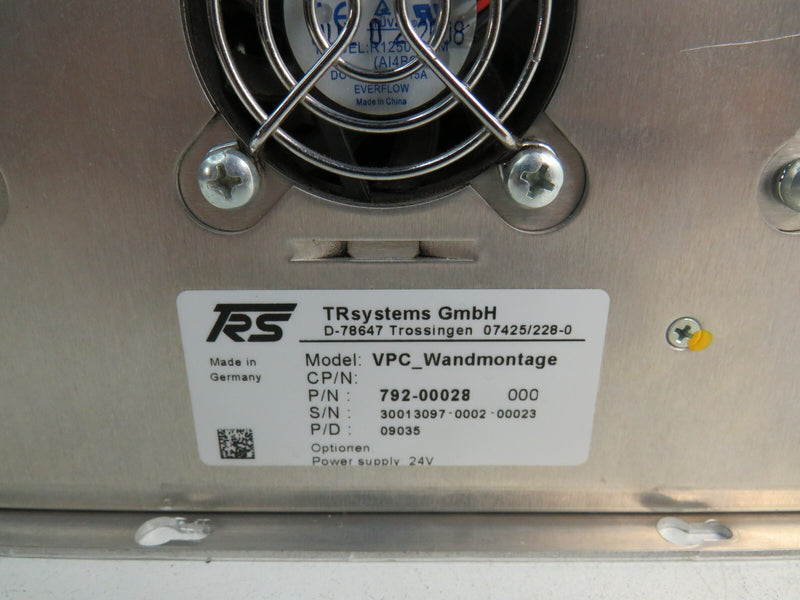 EVERFLOW
Made in China
TRS
TRsystems GmbH
D-78647 Trossingen 07425/228-0
Made in
Germany
Model: VPC_Wandmontage
CP/N:
P/N : 792-00028 000
S/N : 30013097-0002-00023
P/D : 09035
Optionen
Power supply 24V